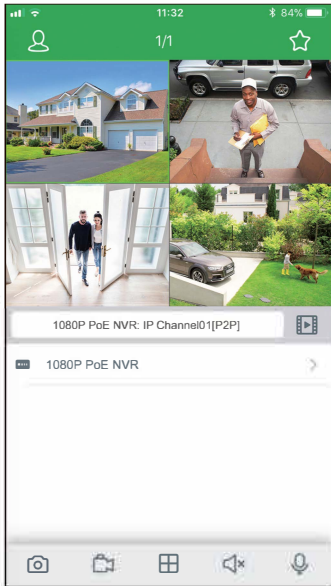 11:32
84%
1/1
1080P PoE NVR: IP Channel01[P2P]
1080P PoE NVR